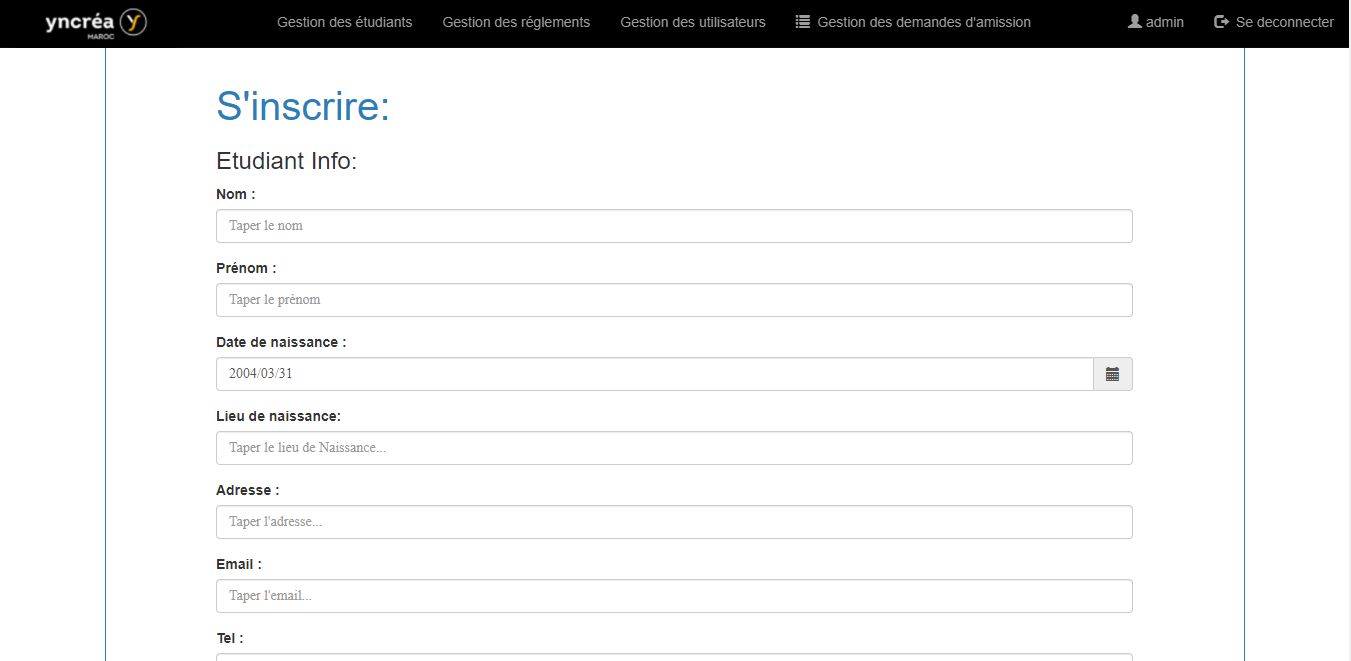 yncréa y
MAROC
Gestion des étudiants Gestion des réglements Gestion des utilisateurs Gestion des demandes d'amission admin Se deconnecter
S'inscrire:
Etudiant Info:
Nom :
Taper le nom
Prénom :
Taper le prénom
Date de naissance :
2004/03/31
Lieu de naissance:
Taper le lieu de Naissance...
Adresse :
Taper l'adresse...
Email :
Taper l'email...
Tel :